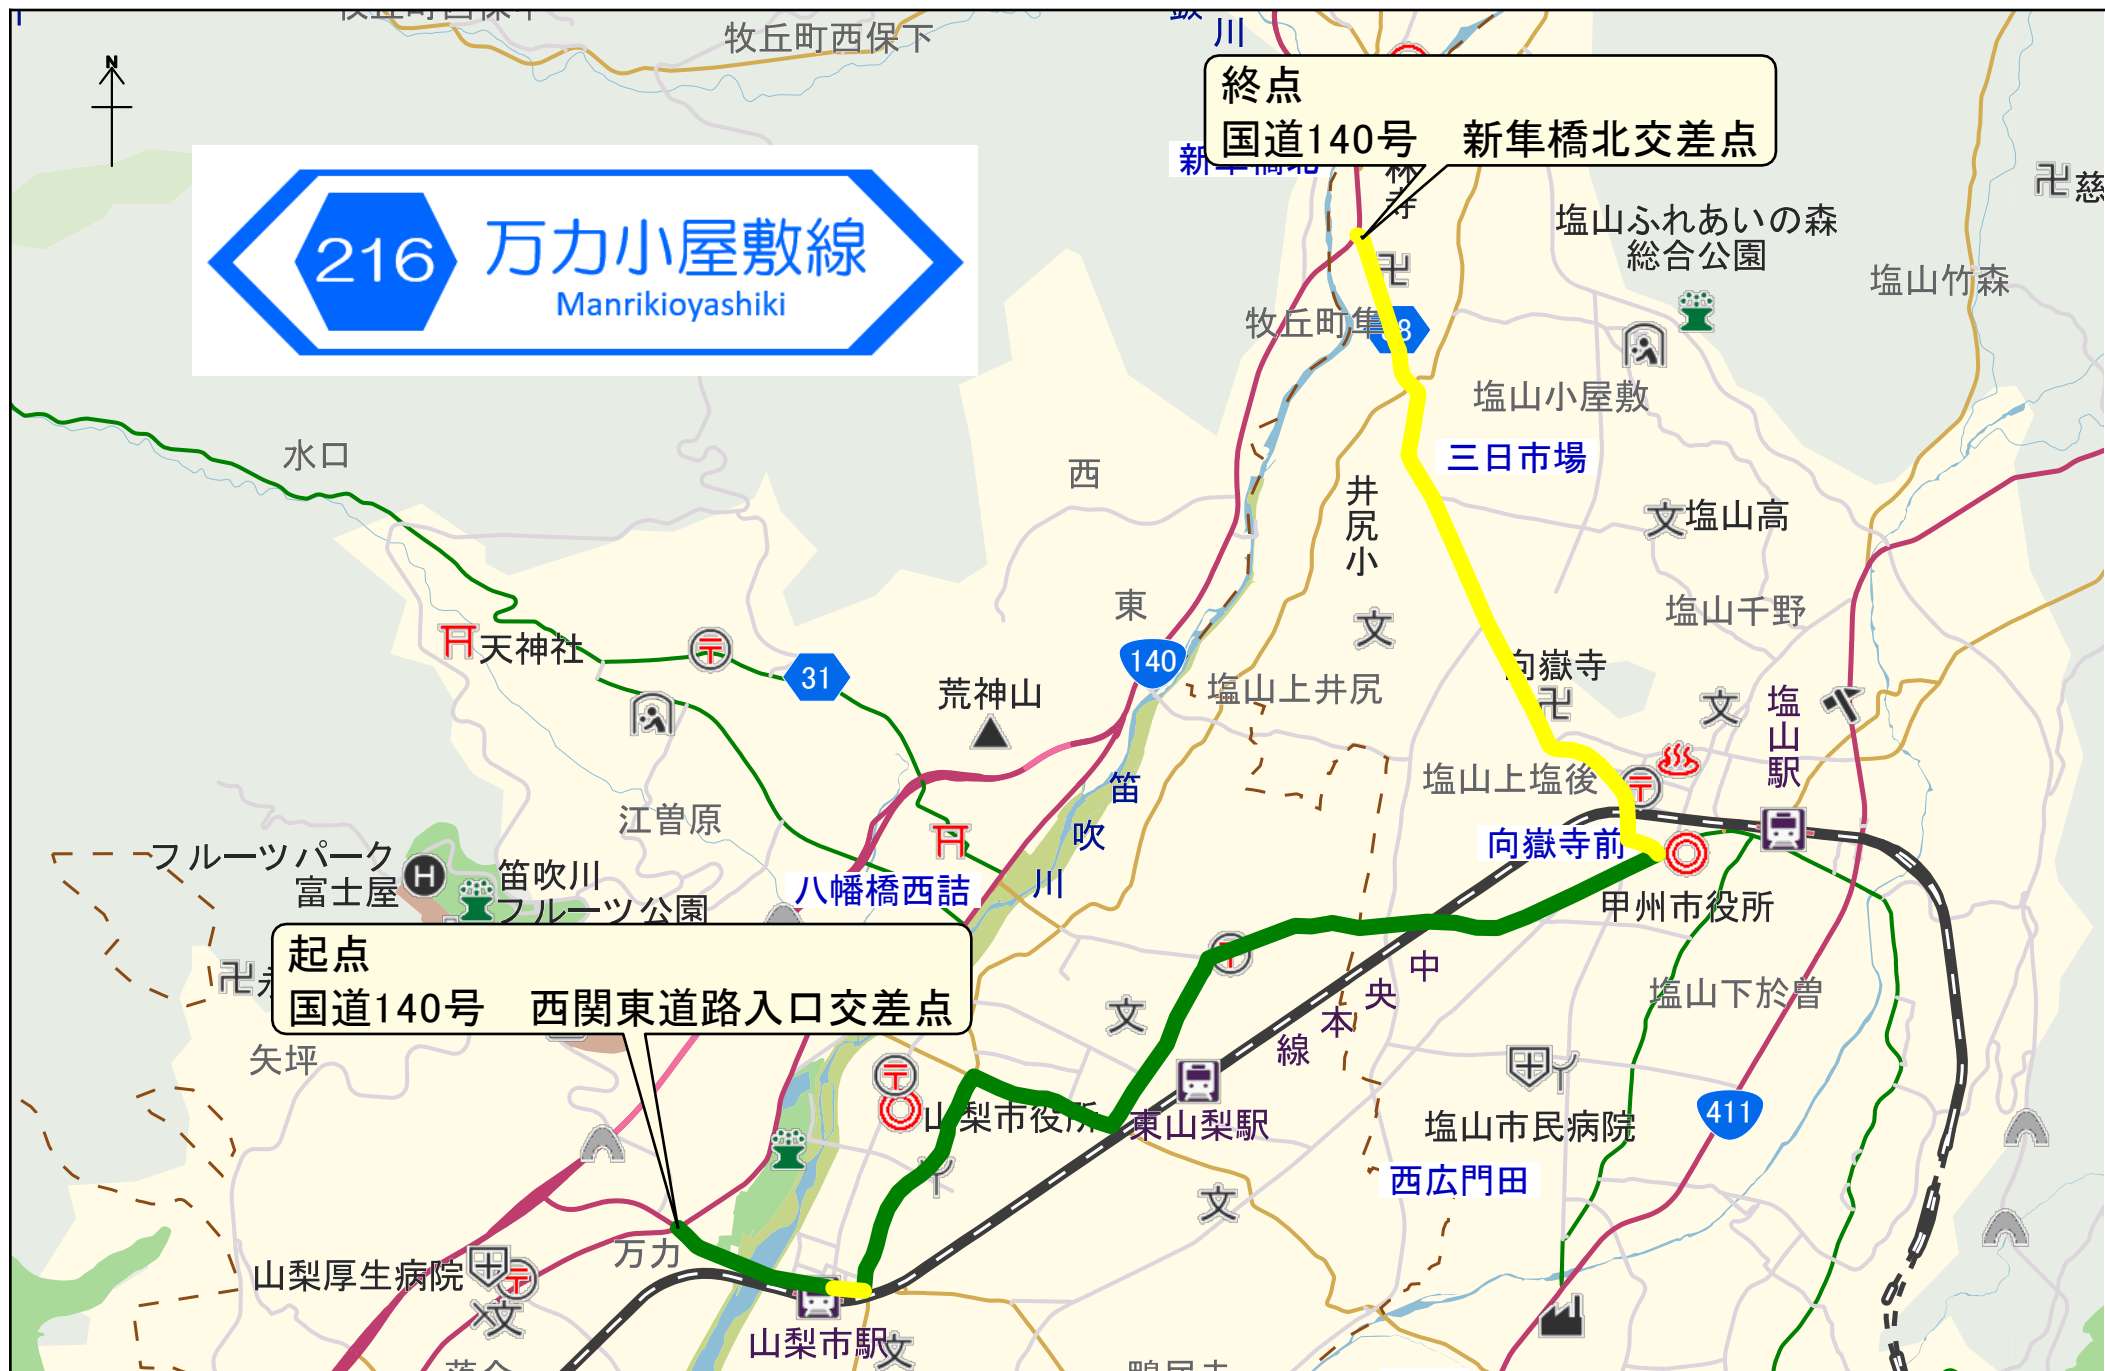 牧丘町西保下
川
N
終点
国道140号　新隼橋北交差点
慈
216
万力小屋敷線
Manrikioyashiki
塩山ふれあいの森
総合公園
塩山竹森
牧丘町隼
塩山小屋敷
水口
西
三日市場
井尻小
塩山高
東
塩山千野
天神社
31
荒神山
140
塩山上井尻
向嶽寺
塩山駅
塩山上塩後
笛吹川
江曽原
向嶽寺前
フルーツパーク
富士屋
H
笛吹川
フルーツ公園
八幡橋西詰
甲州市役所
起点
国道140号　西関東道路入口交差点
中央本線
塩山下於曽
矢坪
山梨市役所
東山梨駅
塩山市民病院
411
西広門田
万力
山梨厚生病院
山梨市駅